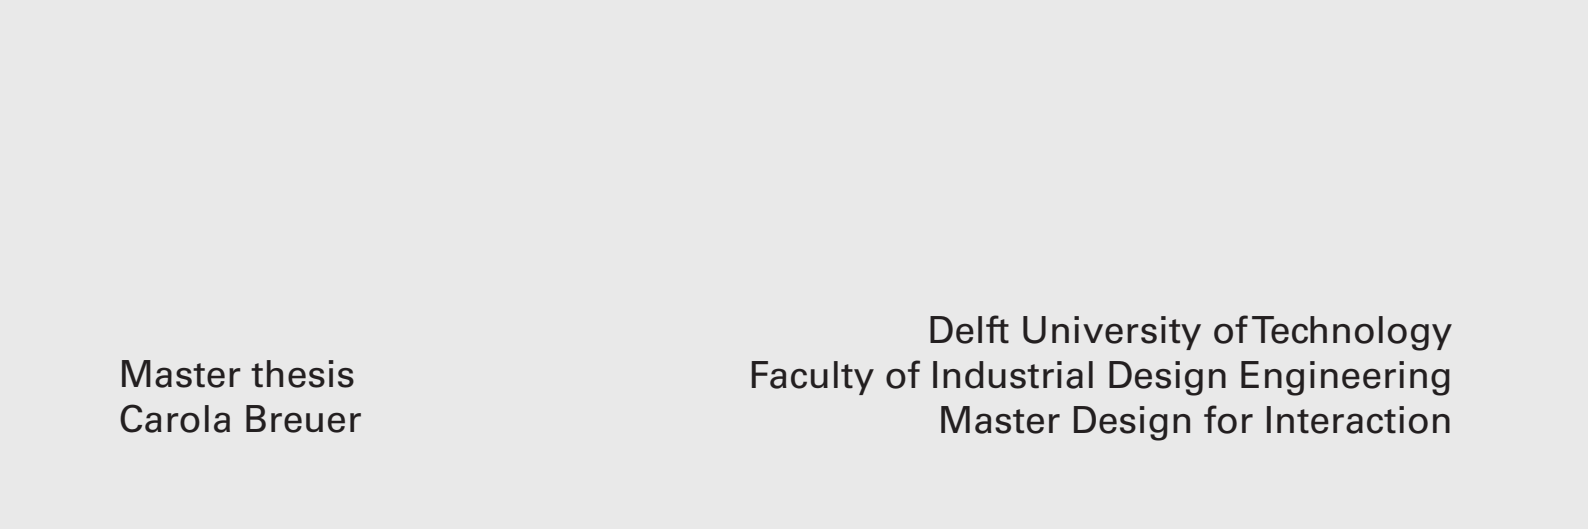 Master thesis
Carola Breuer
Delft University of Technology
Faculty of Industrial Design Engineering
Master Design for Interaction